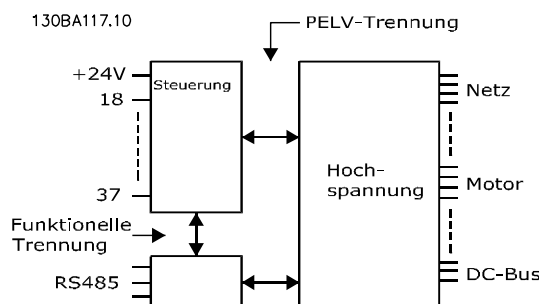 130BA117.10
PELV-Trennung
+24V
Steuerung
18
Netz
Hoch-
spannung
37
Motor
Funktionelle
Trennung
RS485
DC-Bus